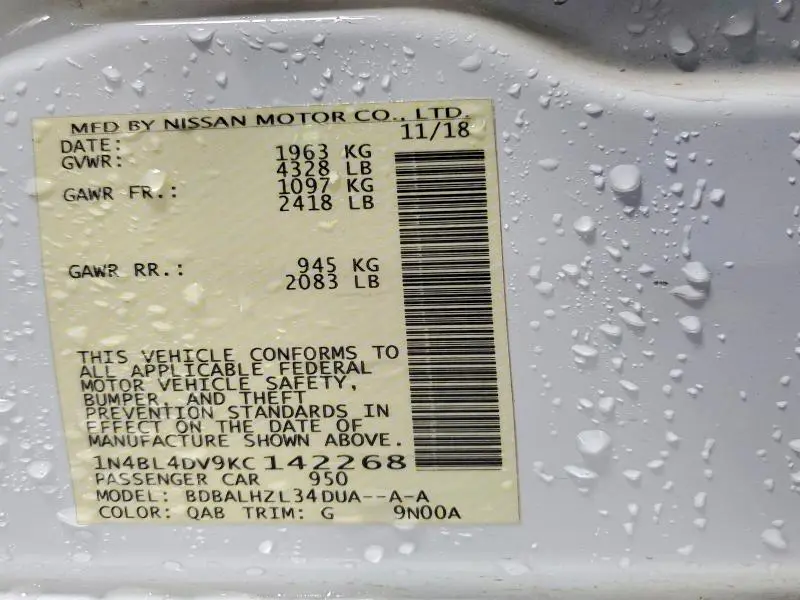 MFD BY NISSAN MOTOR CO., LTD.
DATE: 11/18
GVWR: 1963 KG
4328 LB
GAWR FR.: 1097 KG
2418 LB
GAWR RR.: 945 KG
2083 LB
THIS VEHICLE CONFORMS TO
ALL APPLICABLE FEDERAL
MOTOR VEHICLE SAFETY,
BUMPER, AND THEFT
PREVENTION STANDARDS IN
EFFECT ON THE DATE OF
MANUFACTURE SHOWN ABOVE.
1N4BL4DV9KC142268
PASSENGER CAR 950
MODEL: BDBALHZL34DUA--A-A
COLOR: QAB TRIM: G 9N00A